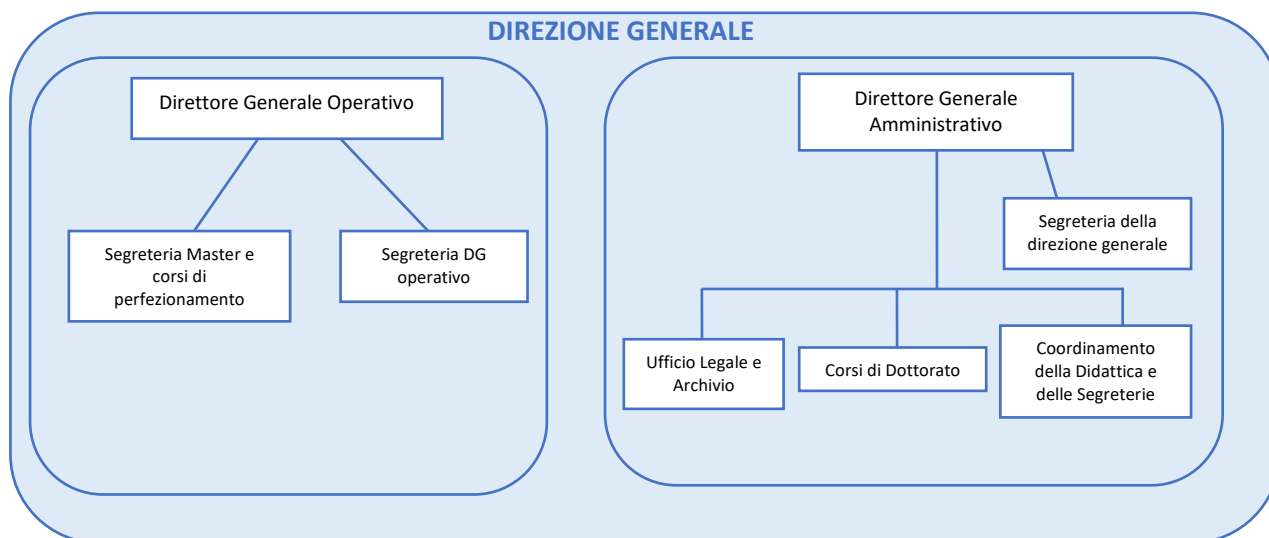 DIREZIONE GENERALE
Direttore Generale Operativo
Segreteria Master e
corsi di
perfezionamento
Segreteria DG
operativo
Direttore Generale
Amministrativo
Segreteria della
direzione generale
Ufficio Legale e
Archivio
Corsi di Dottorato
Coordinamento
della Didattica e
delle Segreterie